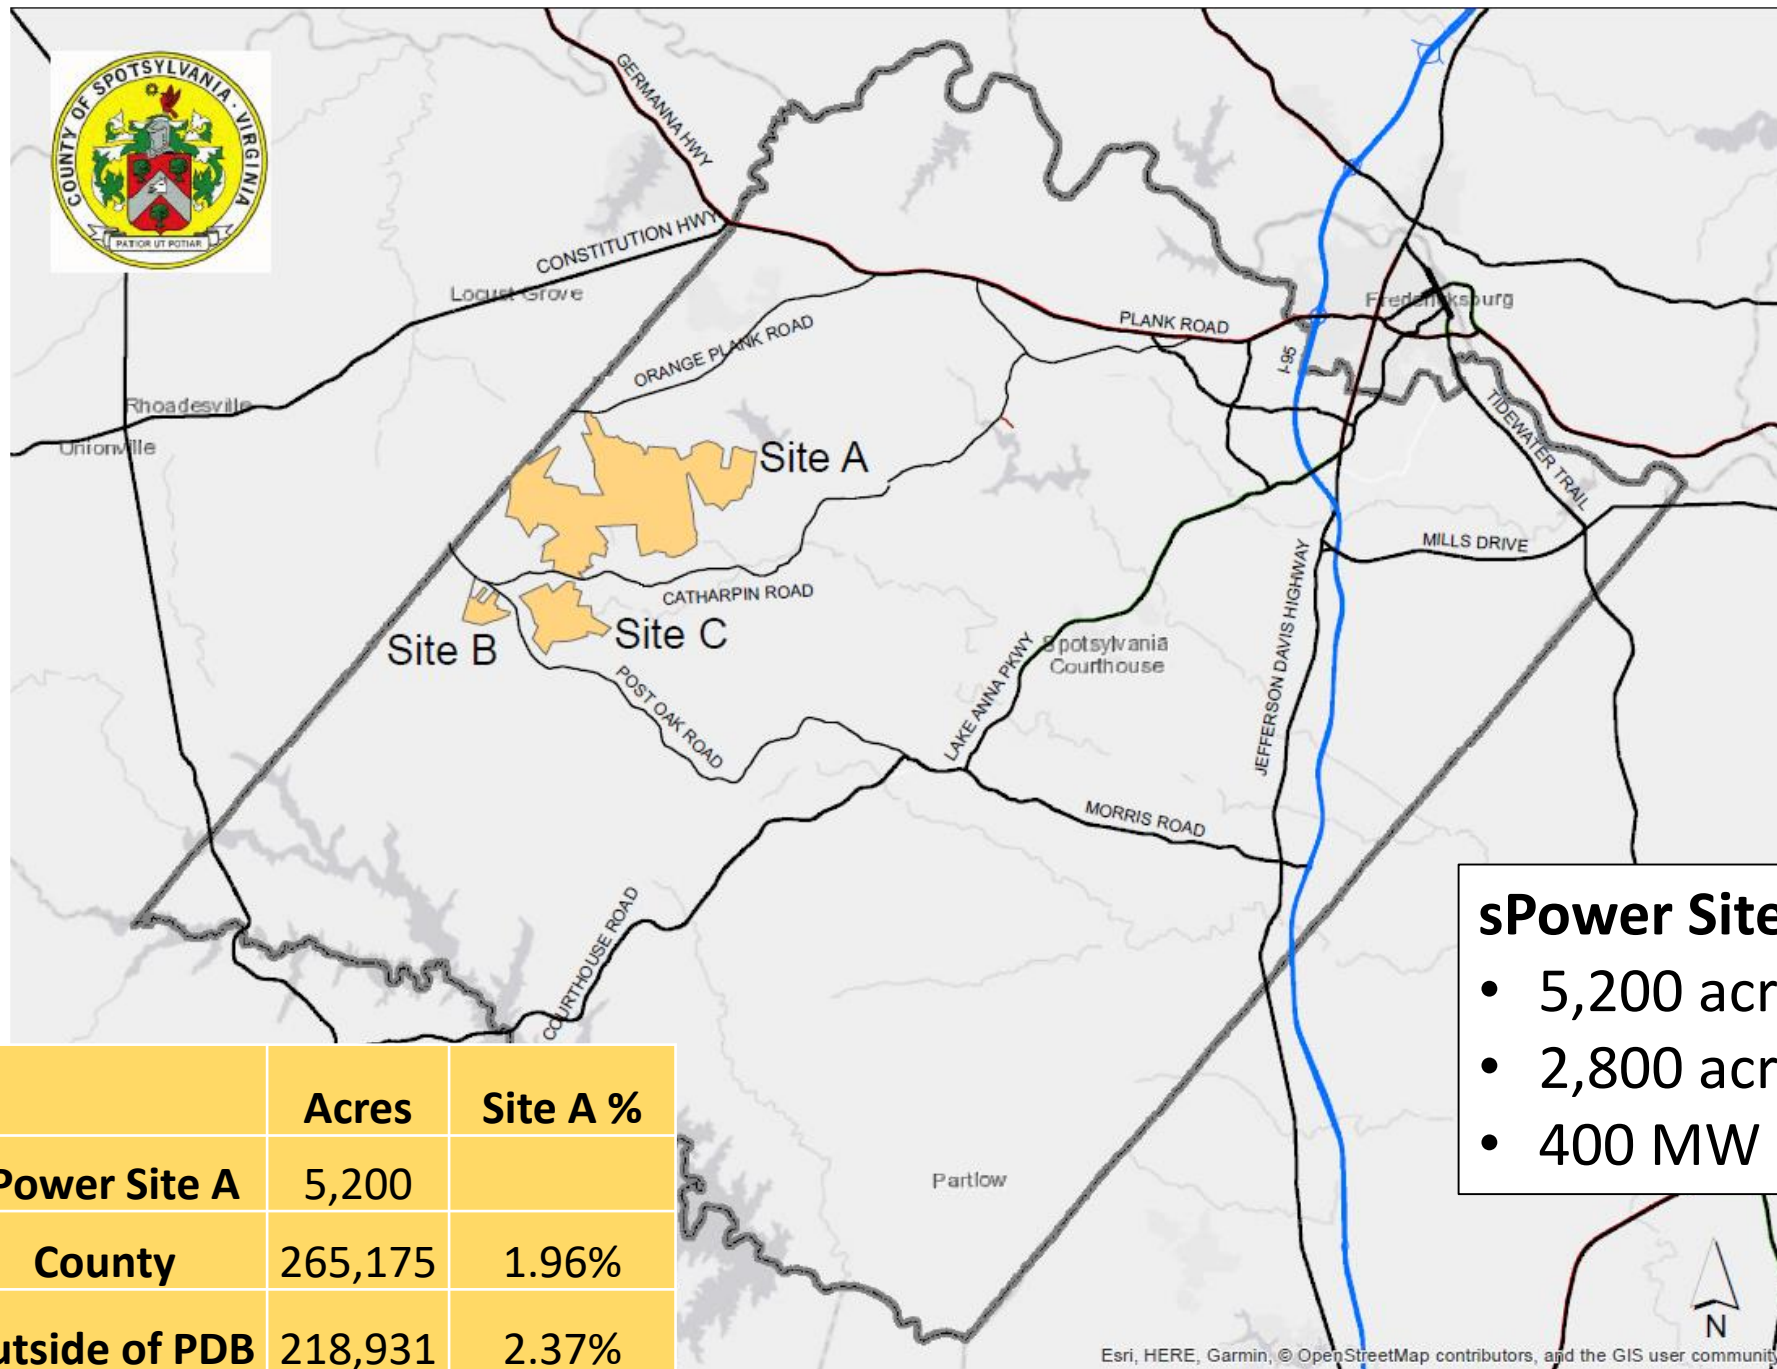 COUNTY OF SPOTSYLVANIA · VIRGINIA
PATIOR UT POTIAR
GERMANNA HWY
CONSTITUTION HWY
Locust Grove
ORANGE PLANK ROAD
PLANK ROAD
Fredericksburg
I-95
Rhoadesville
Unionville
TIDEWATER TRAIL
Site A
MILLS DRIVE
CATHARPIN ROAD
Site B
Site C
Spotsylvania
Courthouse
POST OAK ROAD
LAKE ANNA PKWY
JEFFERSON DAVIS HIGHWAY
MORRIS ROAD
COURTHOUSE ROAD
sPower Site
• 5,200 acr
• 2,800 acr
• 400 MW
Acres Site A %
Power Site A 5,200
County 265,175 1.96%
utside of PDB 218,931 2.37%
Partlow
N
Esri, HERE, Garmin, © OpenStreetMap contributors, and the GIS user community